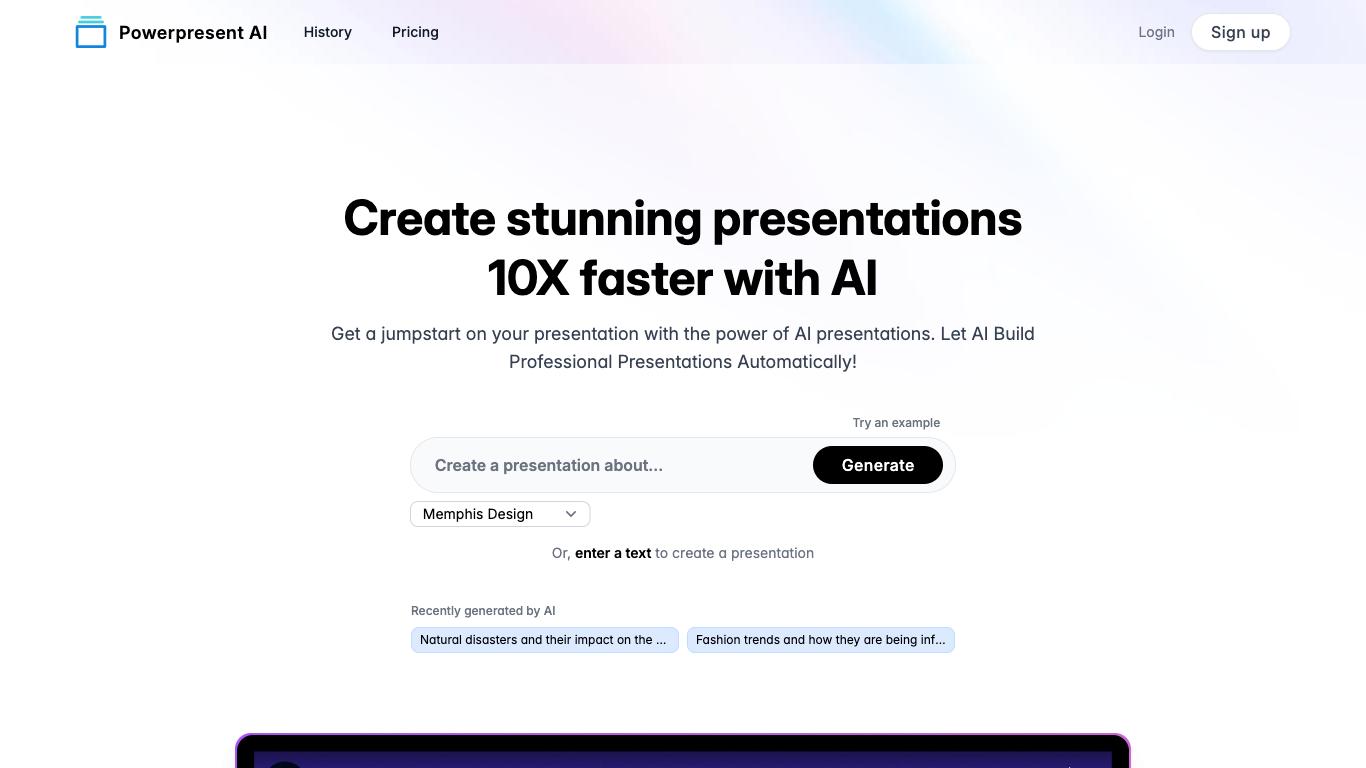 Powerpresent AI
History
Pricing
Login
Sign up
Create stunning presentations
10X faster with AI
Get a jumpstart on your presentation with the power of AI presentations. Let AI Build
Professional Presentations Automatically!
Try an example
Create a presentation about...
Generate
Memphis Design
Or, enter a text to create a presentation
Recently generated by AI
Natural disasters and their impact on the ...
Fashion trends and how they are being inf...